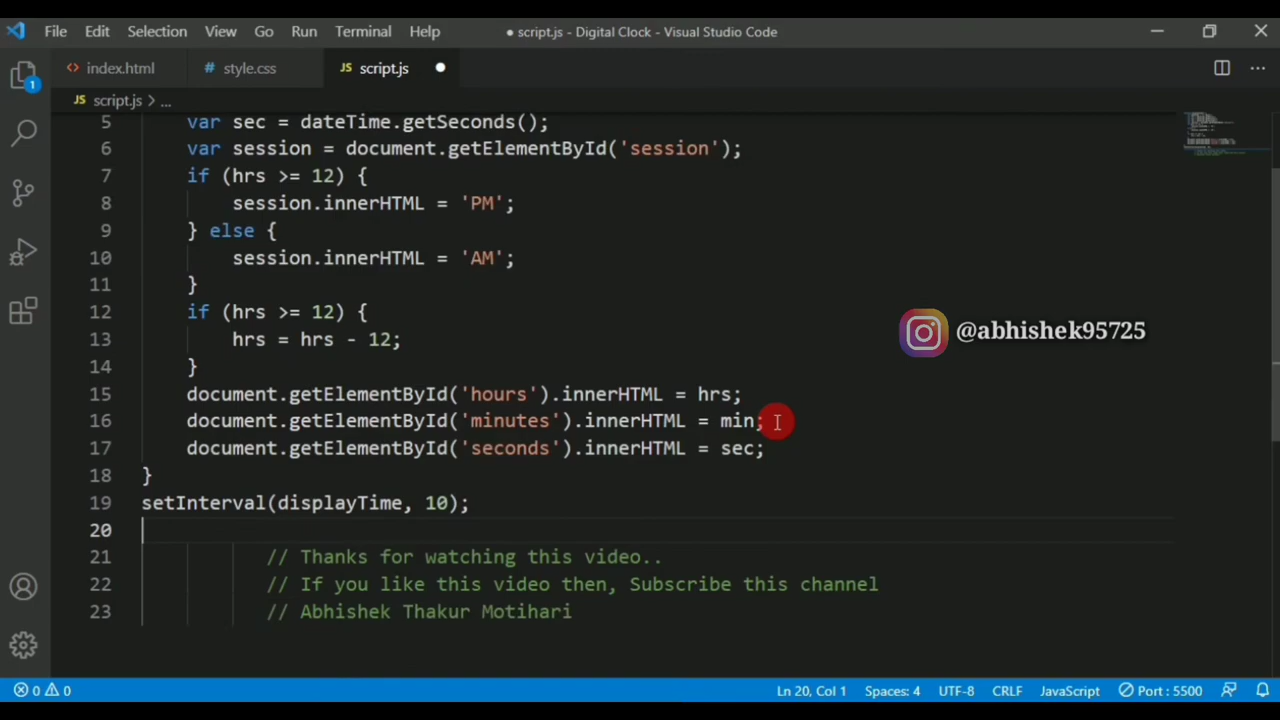 File Edit Selection View Go Run Terminal Help ● script.js - Digital Clock - Visual Studio Code
1
<> index.html # style.css JS script.js ●
JS script.js > ...
5 var sec = dateTime.getSeconds();
6 var session = document.getElementById('session');
7 if (hrs >= 12) {
8 session.innerHTML = 'PM';
9 } else {
10 session.innerHTML = 'AM';
11 }
12 if (hrs >= 12) {
13 hrs = hrs - 12;
14 }
15 document.getElementById('hours').innerHTML = hrs;
16 document.getElementById('minutes').innerHTML = min;
17 document.getElementById('seconds').innerHTML = sec;
18 }
19 setInterval(displayTime, 10);
20
21 // Thanks for watching this video..
22 // If you like this video then, Subscribe this channel
23 // Abhishek Thakur Motihari
@abhishek95725
0 0 Ln 20, Col 1 Spaces: 4 UTF-8 CRLF JavaScript Port : 5500